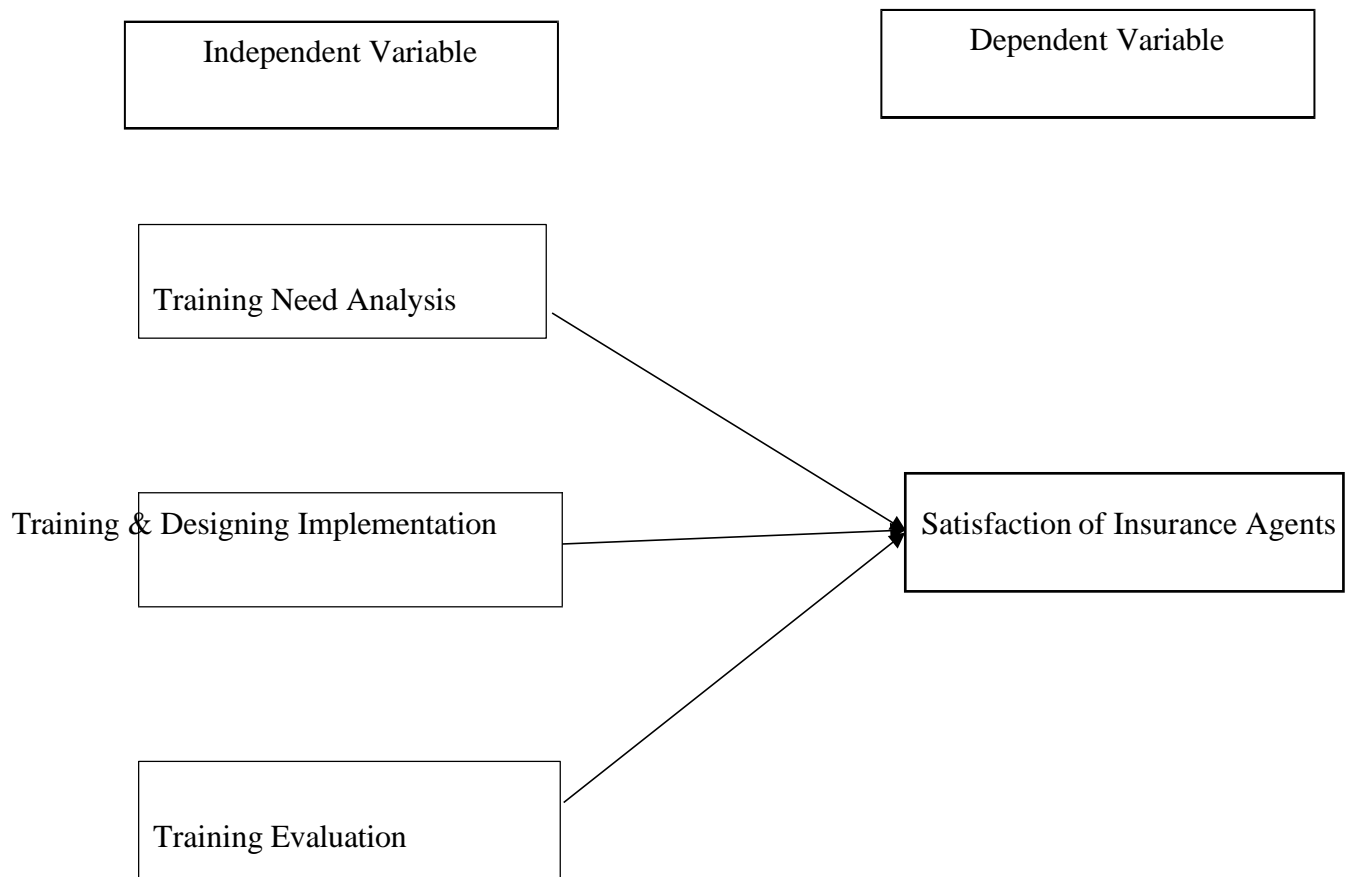 Independent Variable
Dependent Variable
Training Need Analysis
Training & Designing Implementation
Satisfaction of Insurance Agents
Training Evaluation